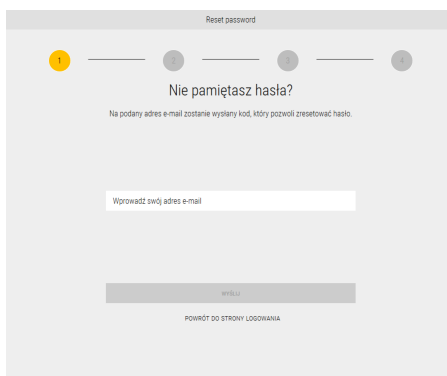 Reset password
1 2 3 4
Nie pamiętasz hasła?
Na podany adres e-mail zostanie wysłany kod, który pozwoli zresetować hasło.
Wprowadź swój adres e-mail
WYŚLIJ
POWRÓT DO STRONY LOGOWANIA